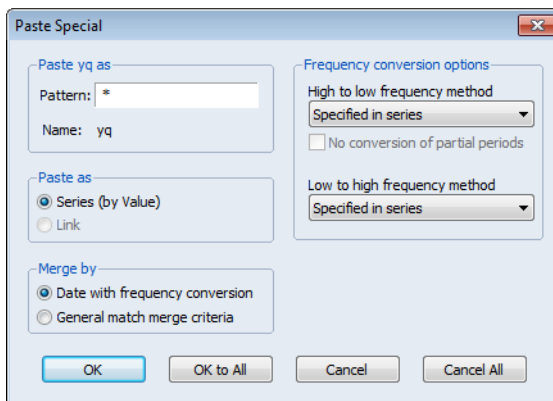 Paste Special
Paste yq as
Pattern: *
Name: yq
Paste as
Series (by Value)
Link
Merge by
Date with frequency conversion
General match merge criteria
Frequency conversion options
High to low frequency method
Specified in series
No conversion of partial periods
Low to high frequency method
Specified in series
OK
OK to All
Cancel
Cancel All